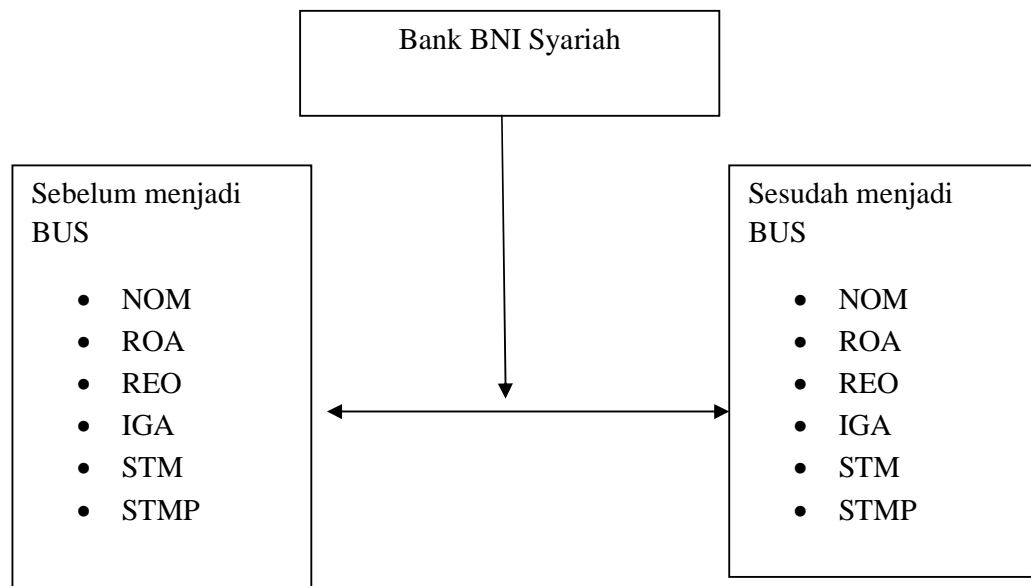 Bank BNI Syariah
Sebelum menjadi
BUS
• NOM
• ROA
• REO
• IGA
• STM
• STMP
Sesudah menjadi
BUS
• NOM
• ROA
• REO
• IGA
• STM
• STMP